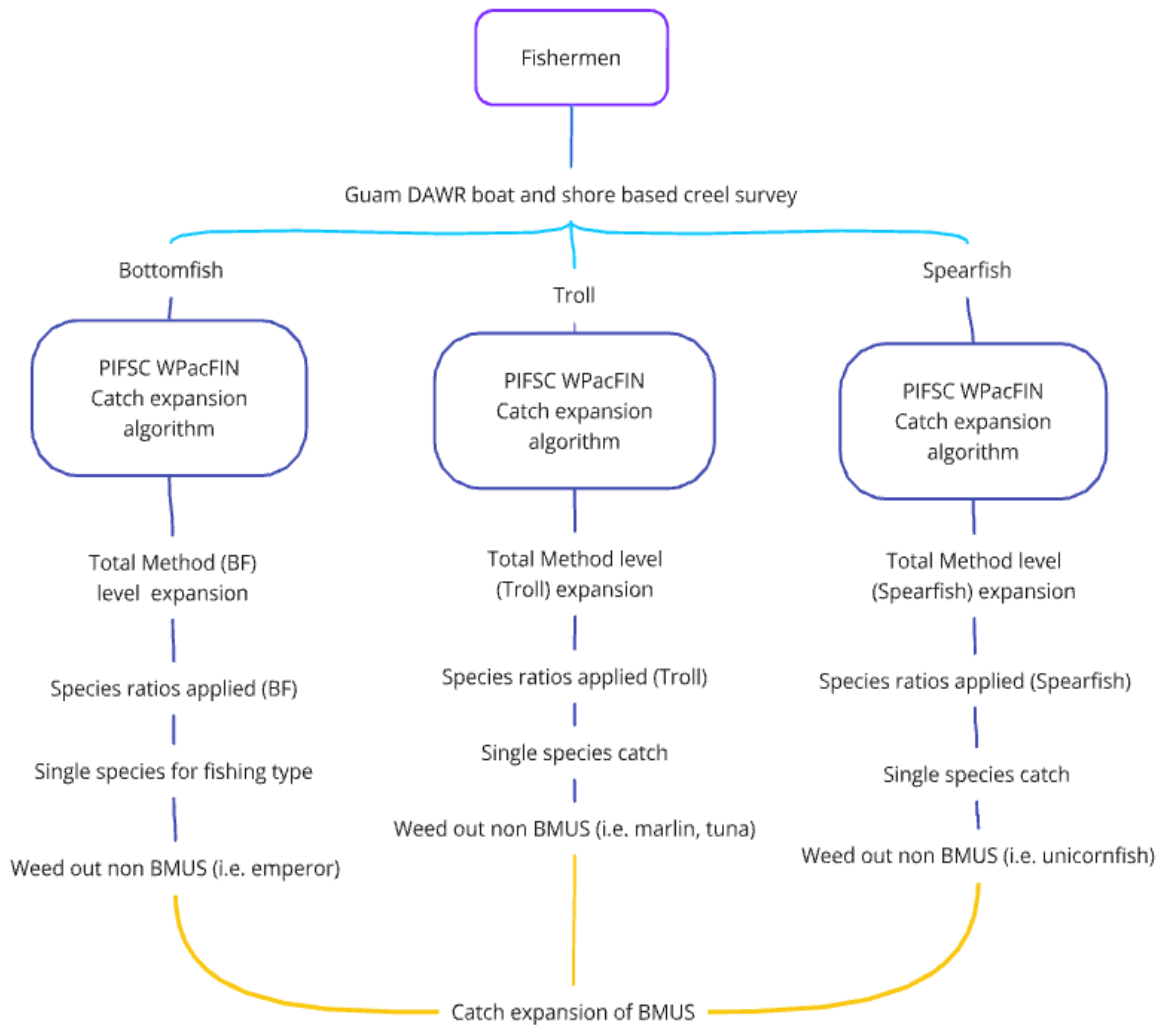 Fishermen
Guam DAWR boat and shore based creel survey
Bottomfish
PIFSC WPacFIN
Catch expansion
algorithm
Total Method (BF)
level expansion
Species ratios applied (BF)
Single species for fishing type
Weed out non BMUS (i.e. emperor)
Troll
PIFSC WPacFIN
Catch expansion
algorithm
Total Method level
(Troll) expansion
Species ratios applied (Troll)
Single species catch
Weed out non BMUS (i.e. marlin, tuna)
Spearfish
PIFSC WPacFIN
Catch expansion
algorithm
Total Method level
(Spearfish) expansion
Species ratios applied (Spearfish)
Single species catch
Weed out non BMUS (i.e. unicornfish)
Catch expansion of BMUS